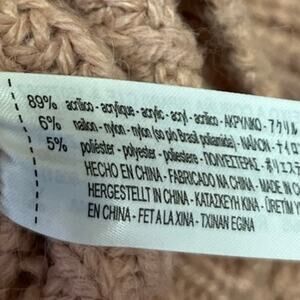 89% acrílico - acrylique - acrylic - acryl - acrilico - ΑΚΡΥΛΙΚΟ - アクリル
6% nailon - nylon - nylon (so p/o Brasil poliamida) - ΝΑΪΛΟΝ - ナイロ
5% poliéster - polyester - poliestere - ΠΟΛΥΕΣΤΕΡΑΣ - ポリエステ
HECHO EN CHINA - FABRICADO NA CHINA - MADE IN C
HERGESTELLT IN CHINA - ΚΑΤΑΣΚΕΥΗ ΚΙΝΑ - ÜRETİM Y
EN CHINA - FET A LA XINA - TXINAN EGINA